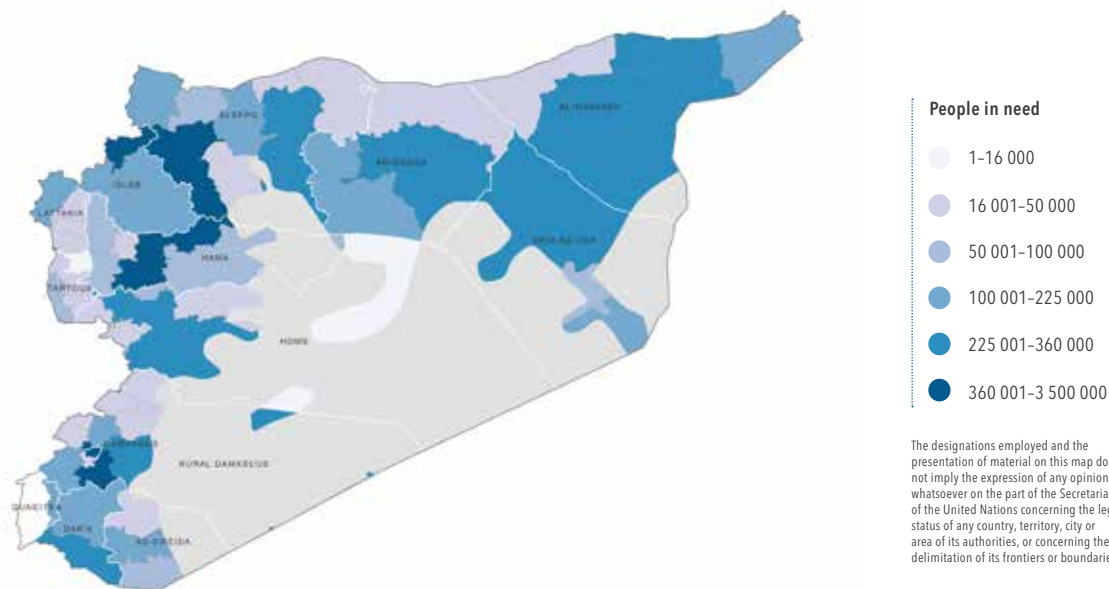 ALEPPO
AL-HASAKEH
AR-RAQQA
IDLEB
LATTAKIA
HAMA
TARTOUS
HOMS
DAMASCUS
RURAL DAMASCUS
QUNEITRA
DAR'A
People in need
1–16 000
16 001–50 000
50 001–100 000
100 001–225 000
225 001–360 000
360 001–3 500 000
The designations employed and the
presentation of material on this map do
not imply the expression of any opinion
whatsoever on the part of the Secretaria
of the United Nations concerning the leg
status of any country, territory, city or
area of its authorities, or concerning the
delimitation of its frontiers or boundarie